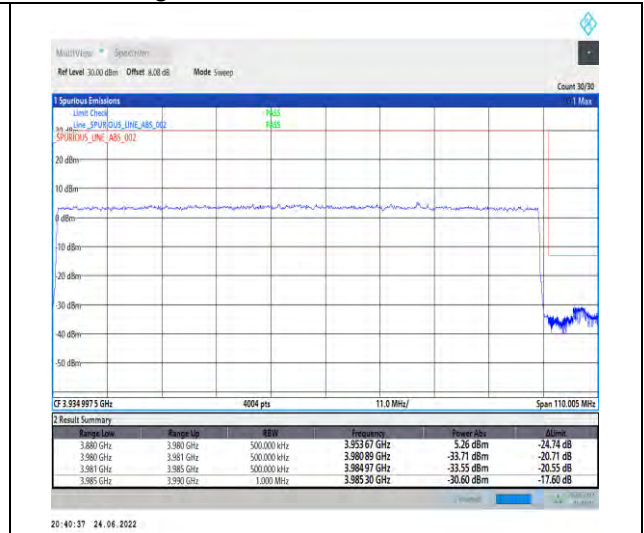 MultiView Spectrum
Ref Level 30.00 dBm Offset 8.08 dB Mode Sweep
Count 30/30
1 Spurious Emissions 1 Max
Limit Check PASS
Line _SPURIOUS_LINE_ABS_002 PASS
30 dBm
_SPURIOUS_LINE_ABS_002
20 dBm
10 dBm
0 dBm
-10 dBm
-20 dBm
-30 dBm
-40 dBm
-50 dBm
CF 3.934 997 5 GHz 4004 pts 11.0 MHz/ Span 110.005 MHz
2 Result Summary
Range Low Range Up RBW Frequency Power Abs ΔLimit
3.880 GHz 3.980 GHz 500.000 kHz 3.953 67 GHz 5.26 dBm -24.74 dB
3.980 GHz 3.981 GHz 500.000 kHz 3.980 89 GHz -33.71 dBm -20.71 dB
3.981 GHz 3.985 GHz 500.000 kHz 3.984 97 GHz -33.55 dBm -20.55 dB
3.985 GHz 3.990 GHz 1.000 MHz 3.985 30 GHz -30.60 dBm -17.60 dB
20:40:37 24.06.2022